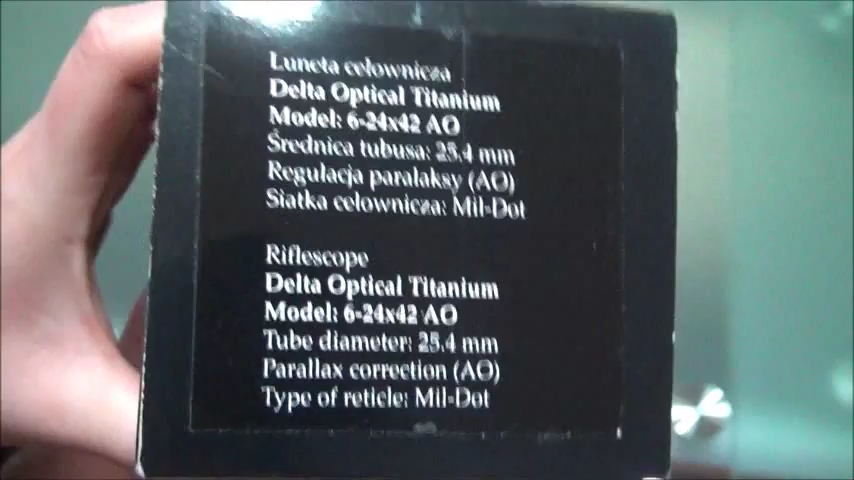 Luneta celownicza
Delta Optical Titanium
Model: 6-24x42 AO
Średnica tubusa: 25.4 mm
Regulacja paralaksy (AO)
Siatka celownicza: Mil-Dot
Riflescope
Delta Optical Titanium
Model: 6-24x42 AO
Tube diameter: 25.4 mm
Parallax correction (AO)
Type of reticle: Mil-Dot